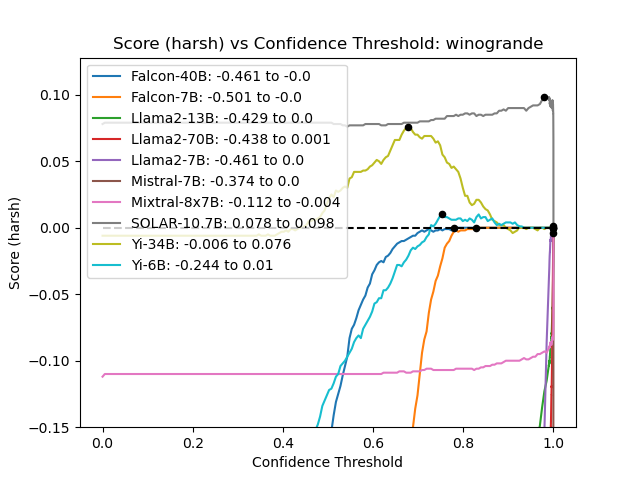 Score (harsh) vs Confidence Threshold: winogrande
Falcon-40B: -0.461 to -0.0
Falcon-7B: -0.501 to -0.0
Llama2-13B: -0.429 to 0.0
Llama2-70B: -0.438 to 0.001
Llama2-7B: -0.461 to 0.0
Mistral-7B: -0.374 to 0.0
Mixtral-8x7B: -0.112 to -0.004
SOLAR-10.7B: 0.078 to 0.098
Yi-34B: -0.006 to 0.076
Yi-6B: -0.244 to 0.01
Score (harsh)
0.10
0.05
0.00
−0.05
−0.10
−0.15
0.0 0.2 0.4 0.6 0.8 1.0
Confidence Threshold